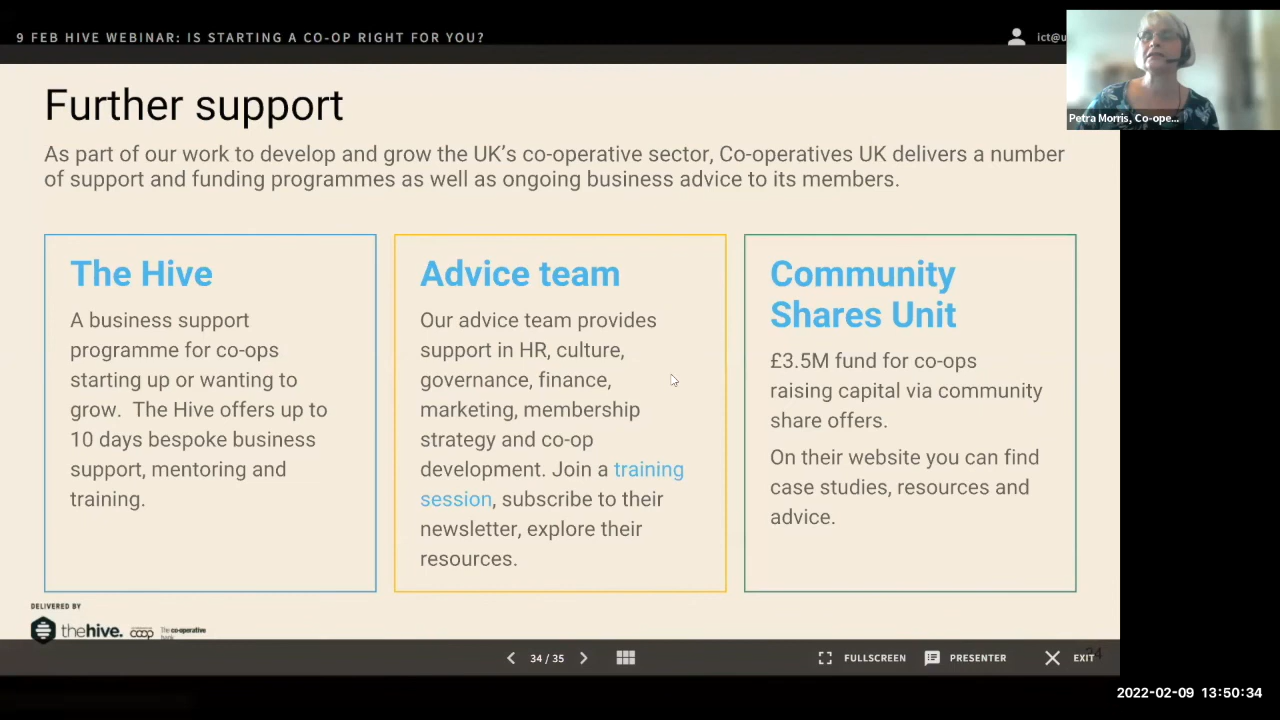 9 FEB HIVE WEBINAR: IS STARTING A CO-OP RIGHT FOR YOU?
ict@u
Petra Morris, Co-ope...
Further support
As part of our work to develop and grow the UK's co-operative sector, Co-operatives UK delivers a number
of support and funding programmes as well as ongoing business advice to its members.
The Hive
A business support
programme for co-ops
starting up or wanting to
grow. The Hive offers up to
10 days bespoke business
support, mentoring and
training.
Advice team
Our advice team provides
support in HR, culture,
governance, finance,
marketing, membership
strategy and co-op
development. Join a training
session, subscribe to their
newsletter, explore their
resources.
Community
Shares Unit
£3.5M fund for co-ops
raising capital via community
share offers.
On their website you can find
case studies, resources and
advice.
DELIVERED BY
thehive.
coop
The co-operative
bank
34 / 35
FULLSCREEN
PRESENTER
EXIT
34
2022-02-09 13:50:34